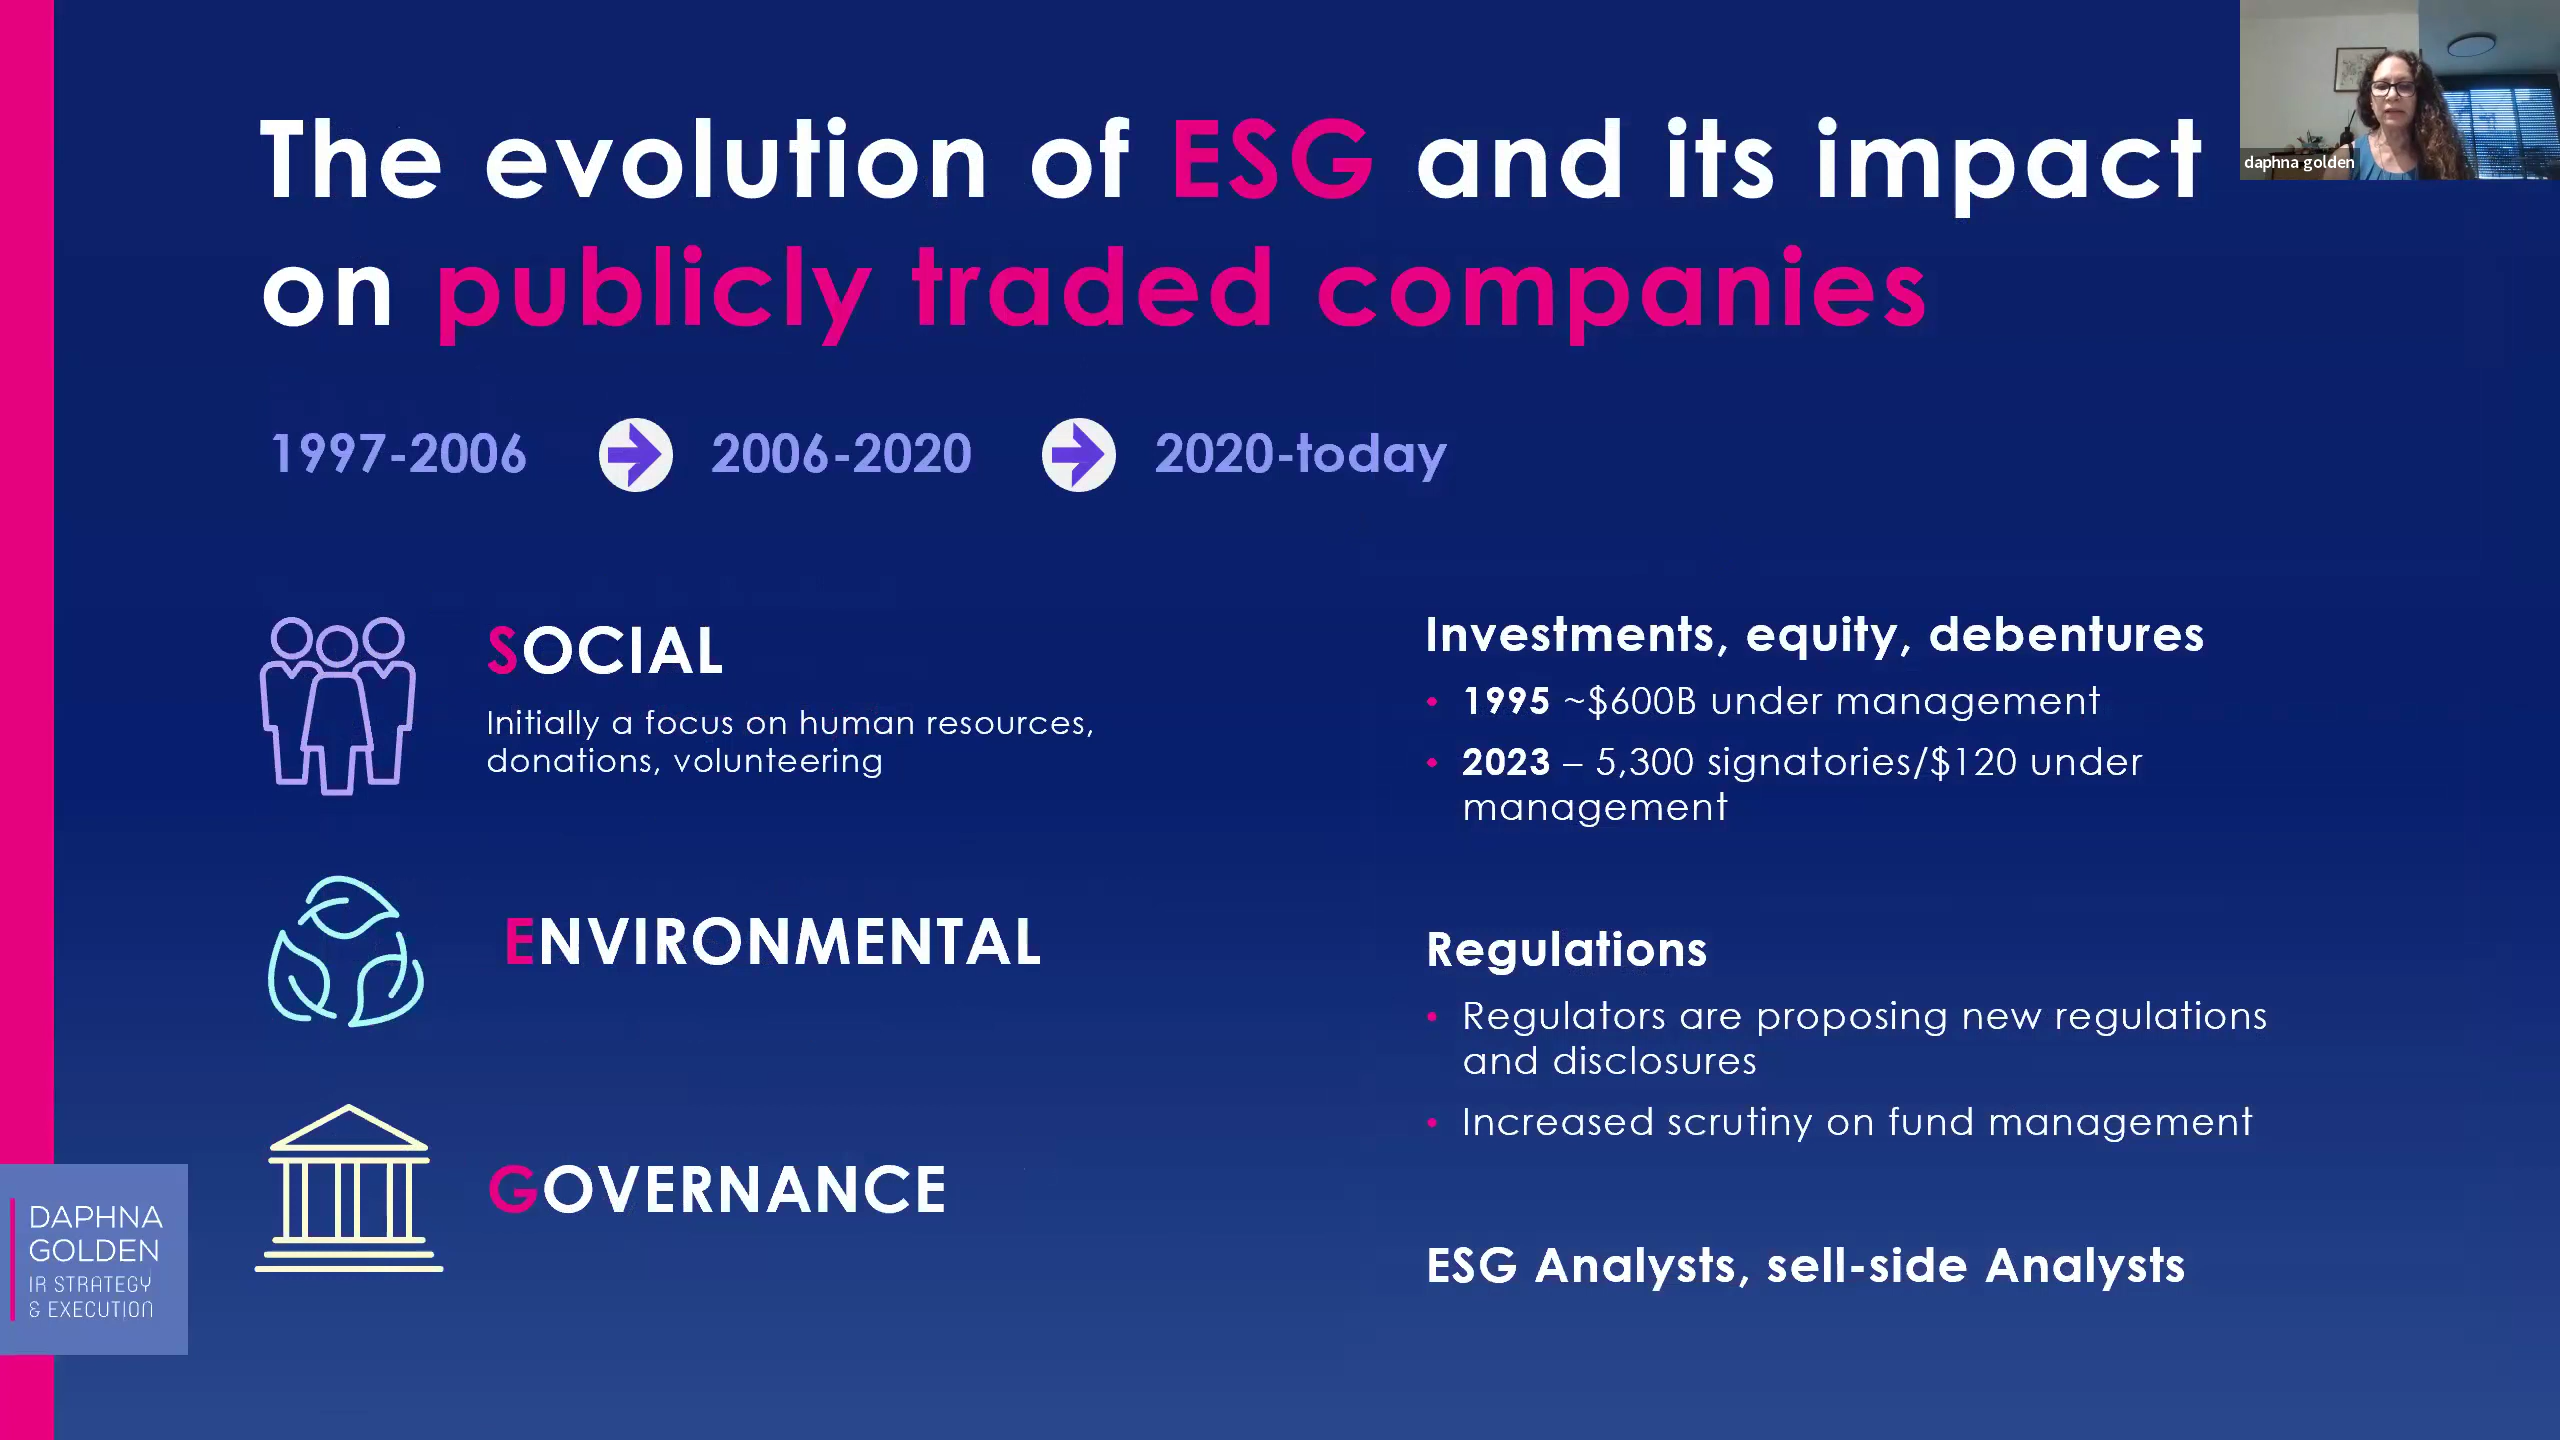 The evolution of ESG and its impact
on publicly traded companies
daphna golden
1997-2006
2006-2020
2020-today
SOCIAL
Initially a focus on human resources,
donations, volunteering
ENVIRONMENTAL
GOVERNANCE
Investments, equity, debentures
• 1995 ~$600B under management
• 2023 – 5,300 signatories/$120 under
management
Regulations
• Regulators are proposing new regulations
and disclosures
• Increased scrutiny on fund management
ESG Analysts, sell-side Analysts
DAPHNA
GOLDEN
IR STRATEGY
& EXECUTION